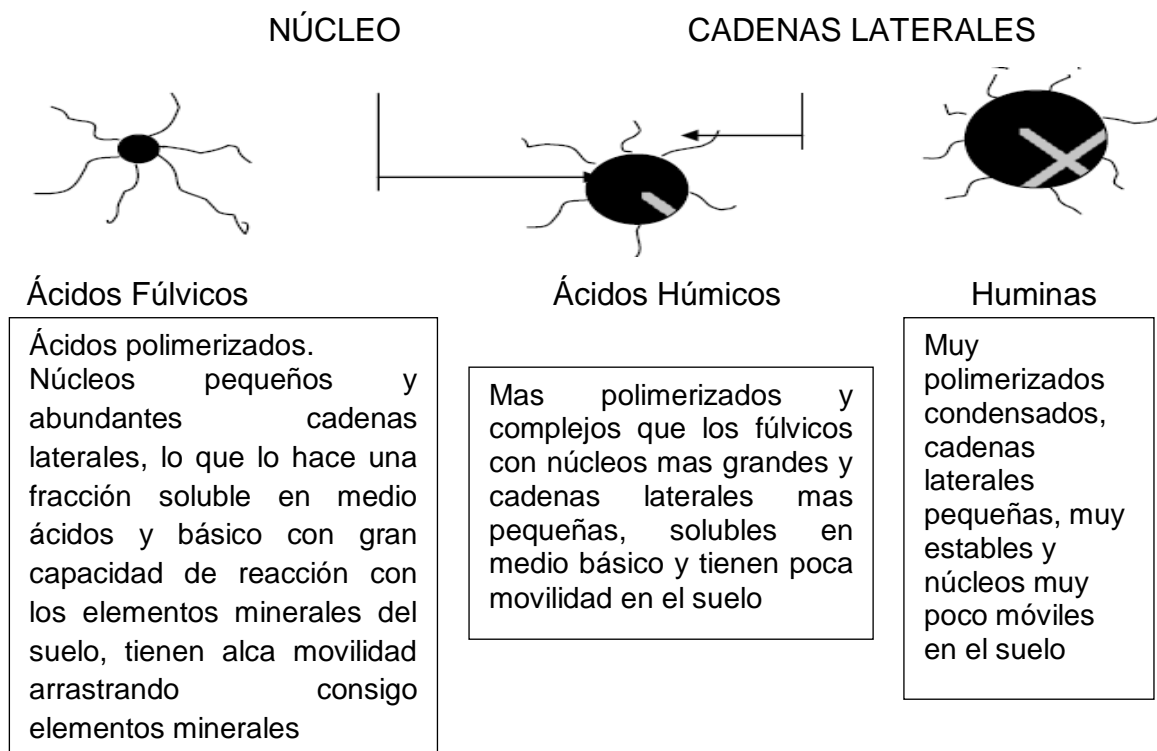 NÚCLEO
CADENAS LATERALES
Ácidos Fúlvicos
Ácidos Húmicos
Huminas
Ácidos polimerizados.
Núcleos pequeños y
abundantes cadenas
laterales, lo que lo hace una
fracción soluble en medio
ácidos y básico con gran
capacidad de reacción con
los elementos minerales del
suelo, tienen alca movilidad
arrastrando consigo
elementos minerales
Mas polimerizados y
complejos que los fúlvicos
con núcleos mas grandes y
cadenas laterales mas
pequeñas, solubles en
medio básico y tienen poca
movilidad en el suelo
Muy
polimerizados
condensados,
cadenas
laterales
pequeñas, muy
estables y
núcleos muy
poco móviles
en el suelo